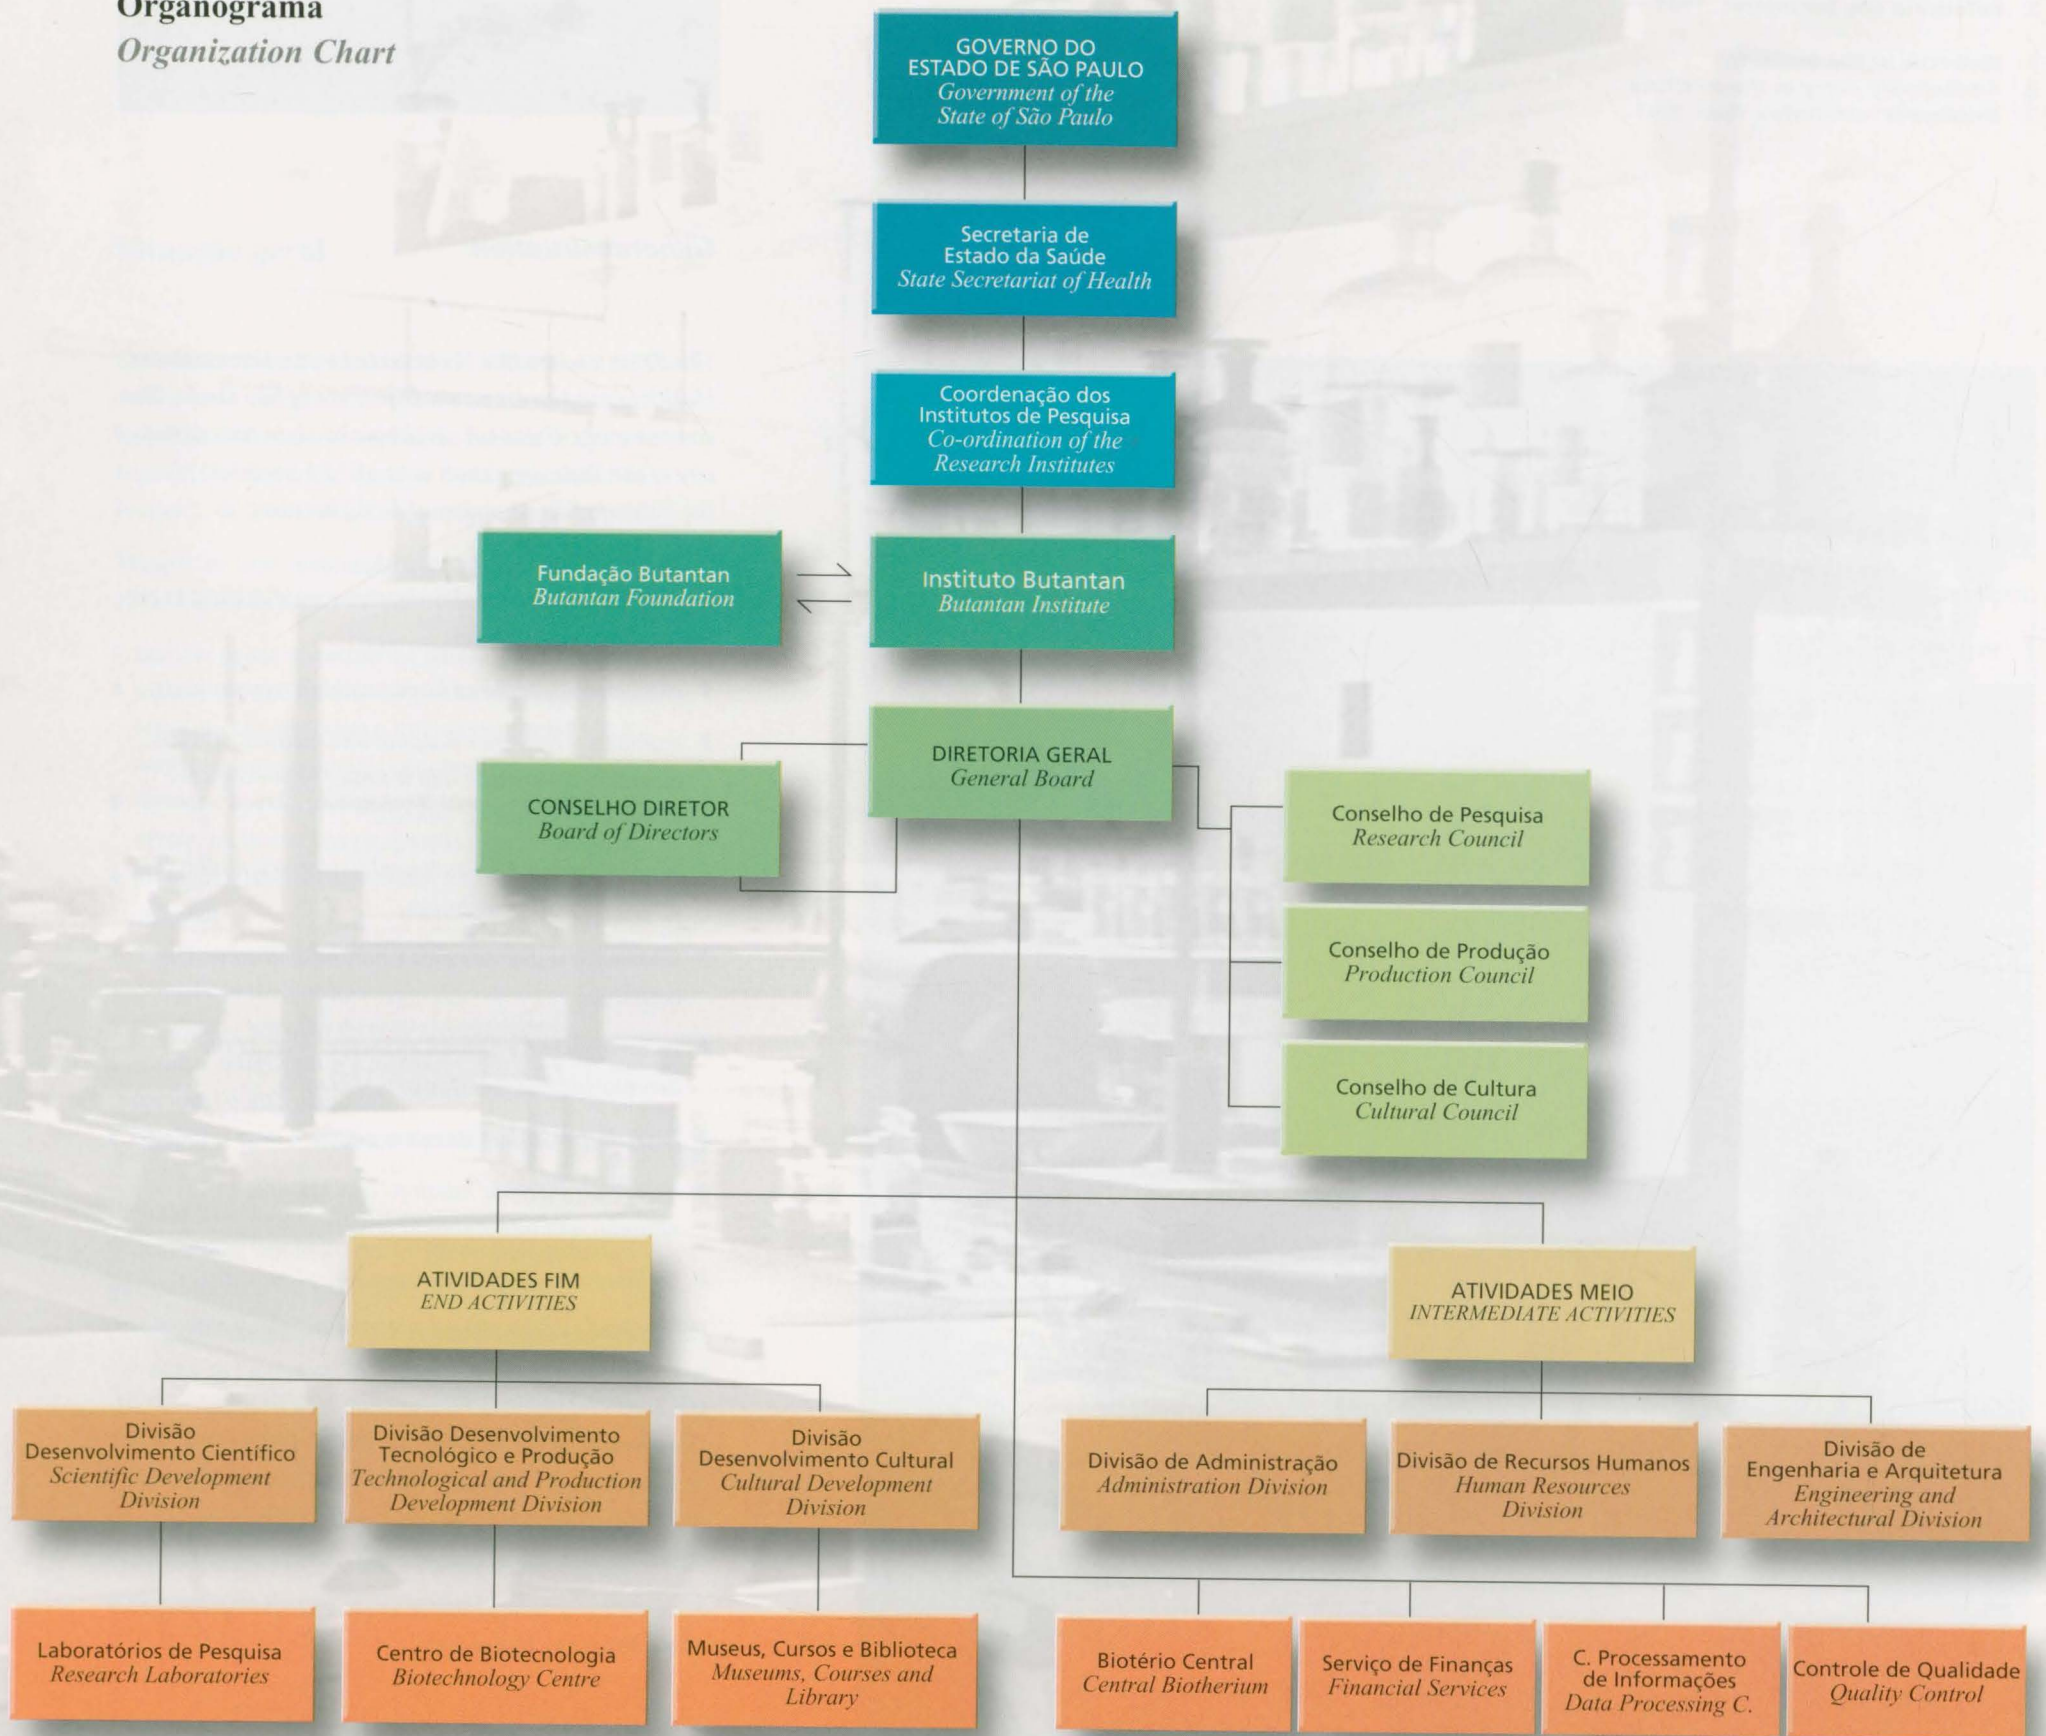 Organograma
Organization Chart
GOVERNO DO
ESTADO DE SÃO PAULO
Government of the
State of São Paulo
Secretaria de
Estado da Saúde
State Secretariat of Health
Coordenação dos
Institutos de Pesquisa
Co-ordination of the
Research Institutes
Fundação Butantan
Butantan Foundation
Instituto Butantan
Butantan Institute
DIRETORIA GERAL
General Board
CONSELHO DIRETOR
Board of Directors
Conselho de Pesquisa
Research Council
Conselho de Produção
Production Council
Conselho de Cultura
Cultural Council
ATIVIDADES FIM
END ACTIVITIES
ATIVIDADES MEIO
INTERMEDIATE ACTIVITIES
Divisão
Desenvolvimento Científico
Scientific Development
Division
Divisão Desenvolvimento
Tecnológico e Produção
Technological and Production
Development Division
Divisão
Desenvolvimento Cultural
Cultural Development
Division
Divisão de Administração
Administration Division
Divisão de Recursos Humanos
Human Resources
Division
Divisão de
Engenharia e Arquitetura
Engineering and
Architectural Division
Laboratórios de Pesquisa
Research Laboratories
Centro de Biotecnologia
Biotechnology Centre
Museus, Cursos e Biblioteca
Museums, Courses and
Library
Biotério Central
Central Biotherium
Serviço de Finanças
Financial Services
C. Processamento
de Informações
Data Processing C.
Controle de Qualidade
Quality Control